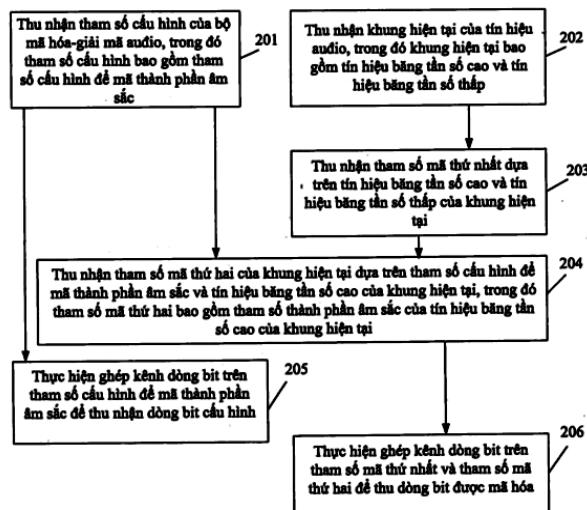 Thu nhận tham số cấu hình của bộ
mã hóa-giải mã audio, trong đó
tham số cấu hình bao gồm tham
số cấu hình để mã thành phần âm
sắc
201
Thu nhận khung hiện tại của tín hiệu
audio, trong đó khung hiện tại bao
gồm tín hiệu băng tần số cao và tín
hiệu băng tần số thấp
202
Thu nhận tham số mã thứ nhất dựa
trên tín hiệu băng tần số cao và tín
hiệu băng tần số thấp của khung hiện
tại
203
Thu nhận tham số mã thứ hai của khung hiện tại dựa trên tham số cấu hình để
mã thành phần âm sắc và tín hiệu băng tần số cao của khung hiện tại, trong đó
tham số mã thứ hai bao gồm tham số thành phần âm sắc của tín hiệu băng tần
số cao của khung hiện tại
204
Thực hiện ghép kênh dòng bit trên
tham số cấu hình để mã thành phần
âm sắc để thu nhận dòng bit cấu hình
205
Thực hiện ghép kênh dòng bit trên
tham số mã thứ nhất và tham số mã
thứ hai để thu dòng bit được mã hóa
206